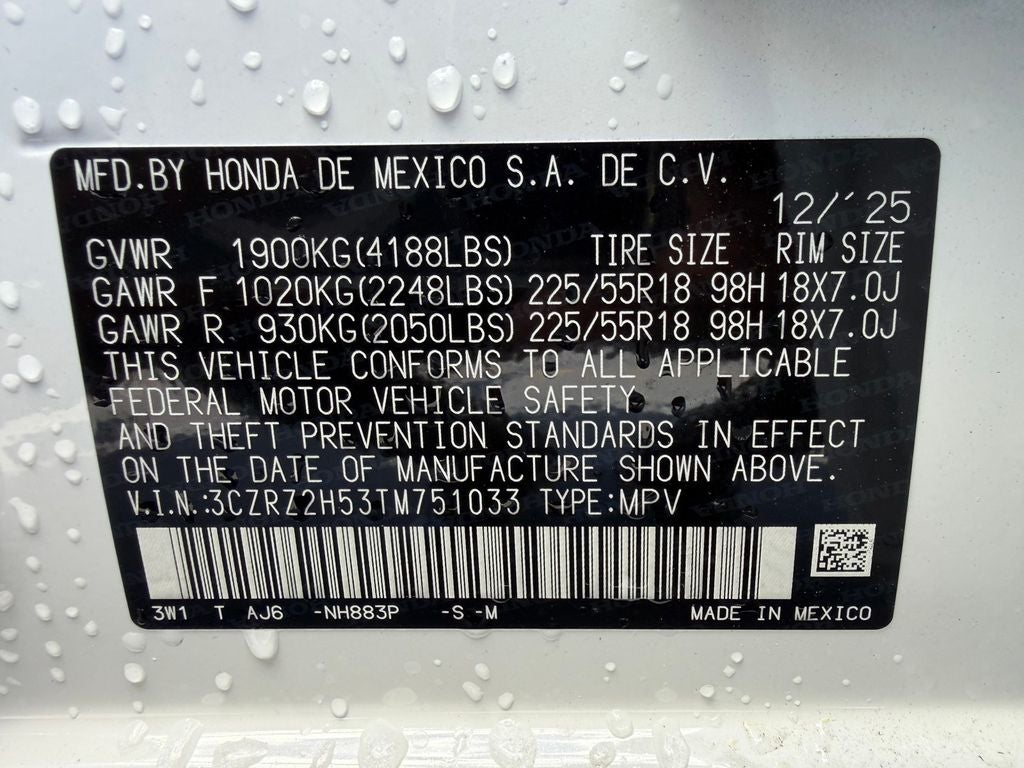 MFD.BY HONDA DE MEXICO S.A. DE C.V.
12/´25
GVWR 1900KG(4188LBS) TIRE SIZE RIM SIZE
GAWR F 1020KG(2248LBS) 225/55R18 98H 18X7.0J
GAWR R 930KG(2050LBS) 225/55R18 98H 18X7.0J
THIS VEHICLE CONFORMS TO ALL APPLICABLE
FEDERAL MOTOR VEHICLE SAFETY
AND THEFT PREVENTION STANDARDS IN EFFECT
ON THE DATE OF MANUFACTURE SHOWN ABOVE.
V.I.N.:3CZRZ2H53TM751033 TYPE:MPV
3W1 T AJ6 -NH883P -S -M MADE IN MEXICO